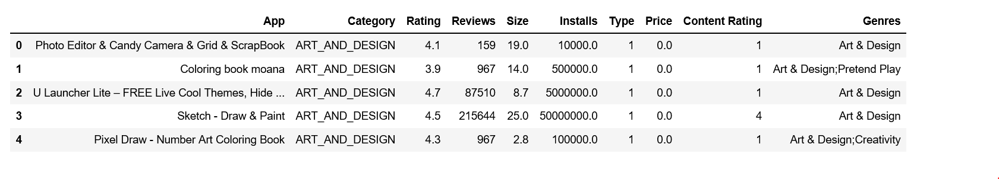 App Category Rating Reviews Size Installs Type Price Content Rating Genres
0 Photo Editor & Candy Camera & Grid & ScrapBook ART_AND_DESIGN 4.1 159 19.0 10000.0 1 0.0 1 Art & Design
1 Coloring book moana ART_AND_DESIGN 3.9 967 14.0 500000.0 1 0.0 1 Art & Design;Pretend Play
2 U Launcher Lite – FREE Live Cool Themes, Hide ... ART_AND_DESIGN 4.7 87510 8.7 5000000.0 1 0.0 1 Art & Design
3 Sketch - Draw & Paint ART_AND_DESIGN 4.5 215644 25.0 50000000.0 1 0.0 4 Art & Design
4 Pixel Draw - Number Art Coloring Book ART_AND_DESIGN 4.3 967 2.8 100000.0 1 0.0 1 Art & Design;Creativity